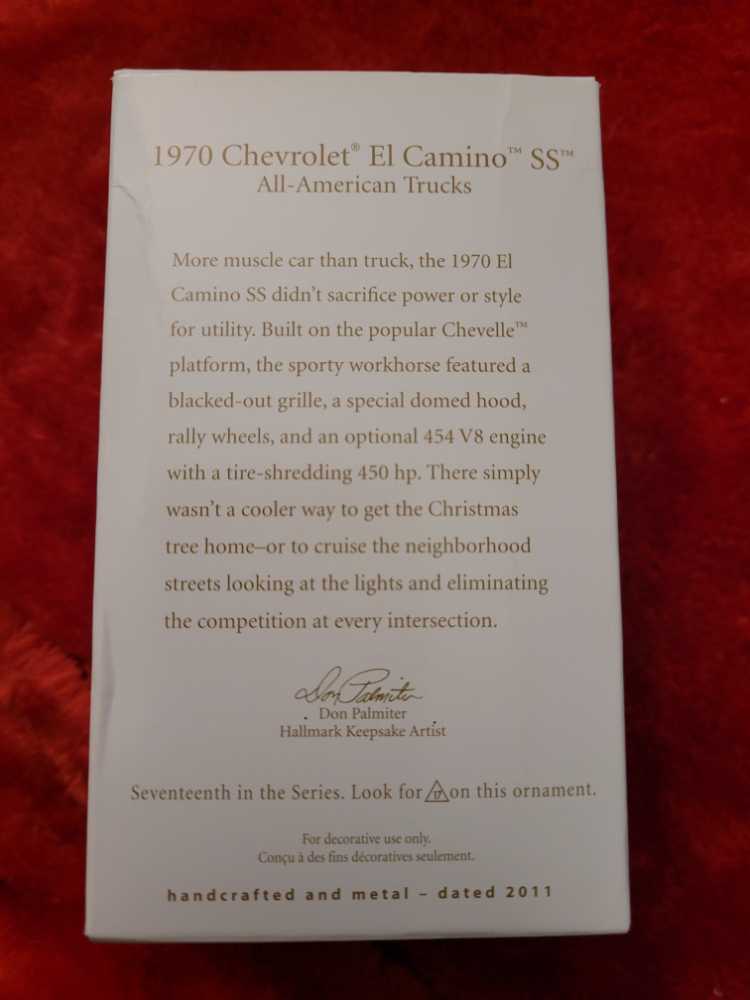 1970 Chevrolet® El Camino™ SS™
All-American Trucks
More muscle car than truck, the 1970 El
Camino SS didn't sacrifice power or style
for utility. Built on the popular Chevelle™
platform, the sporty workhorse featured a
blacked-out grille, a special domed hood,
rally wheels, and an optional 454 V8 engine
with a tire-shredding 450 hp. There simply
wasn't a cooler way to get the Christmas
tree home–or to cruise the neighborhood
streets looking at the lights and eliminating
the competition at every intersection.
Don Palmiter
Don Palmiter
Hallmark Keepsake Artist
Seventeenth in the Series. Look for 17 on this ornament.
For decorative use only.
Conçu à des fins décoratives seulement.
handcrafted and metal – dated 2011